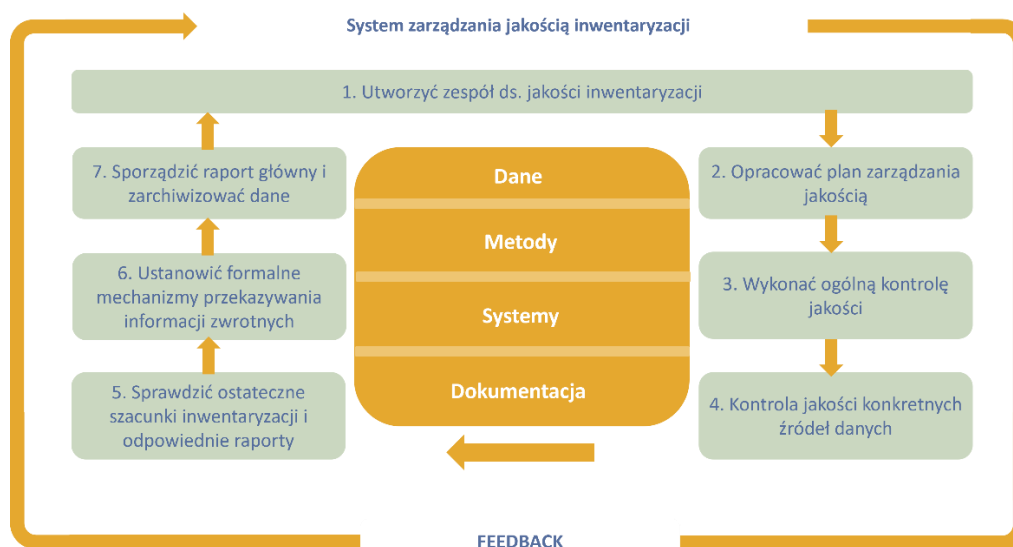 System zarządzania jakością inwentaryzacji
1. Utworzyć zespół ds. jakości inwentaryzacji
7. Sporządzić raport główny i
zarchiwizować dane
Dane
2. Opracować plan zarządzania
jakością
Metody
6. Ustanowić formalne
mechanizmy przekazywania
informacji zwrotnych
3. Wykonać ogólną kontrolę
jakości
Systemy
5. Sprawdzić ostateczne
szacunki inwentaryzacji i
odpowiednie raporty
Dokumentacja
4. Kontrola jakości konkretnych
źródeł danych
FEEDBACK